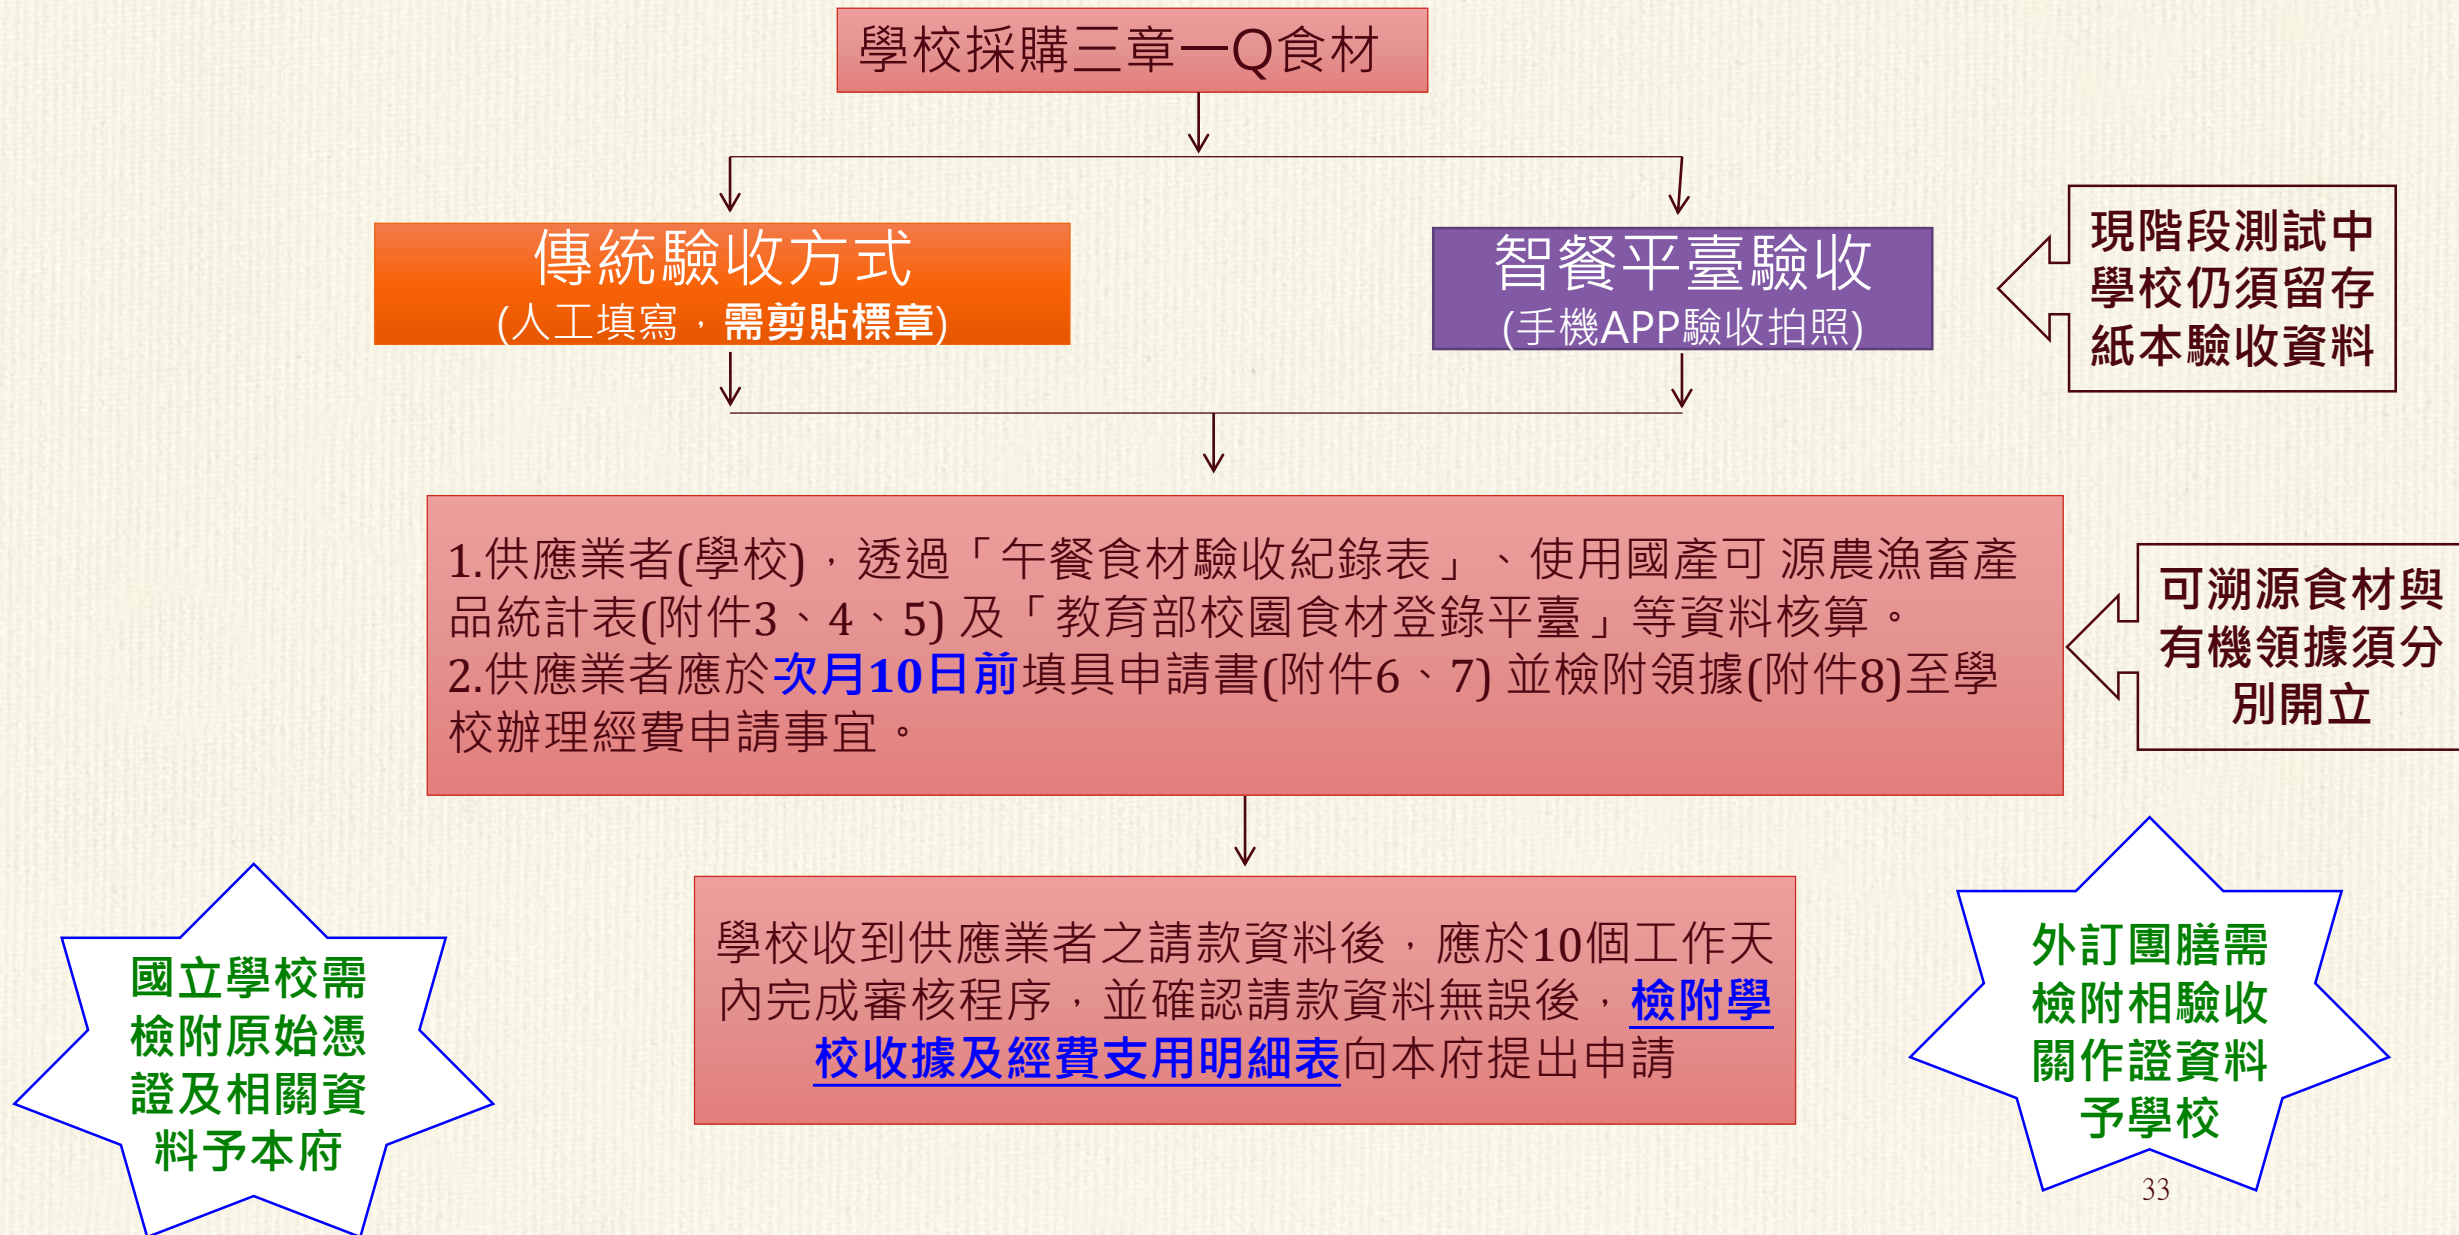 學校採購三章一Q食材
傳統驗收方式
(人工填寫，需剪貼標章)
智餐平臺驗收
(手機APP驗收拍照)
現階段測試中
學校仍須留存
紙本驗收資料
1.供應業者(學校)，透過「午餐食材驗收紀錄表」、使用國產可 源農漁畜產
品統計表(附件3、4、5) 及「教育部校園食材登錄平臺」等資料核算。
2.供應業者應於次月10日前填具申請書(附件6、7) 並檢附領據(附件8)至學
校辦理經費申請事宜。
可溯源食材與
有機領據須分
別開立
學校收到供應業者之請款資料後，應於10個工作天
內完成審核程序，並確認請款資料無誤後，檢附學
校收據及經費支用明細表向本府提出申請
國立學校需
檢附原始憑
證及相關資
料予本府
外訂團膳需
檢附相驗收
關作證資料
予學校
33